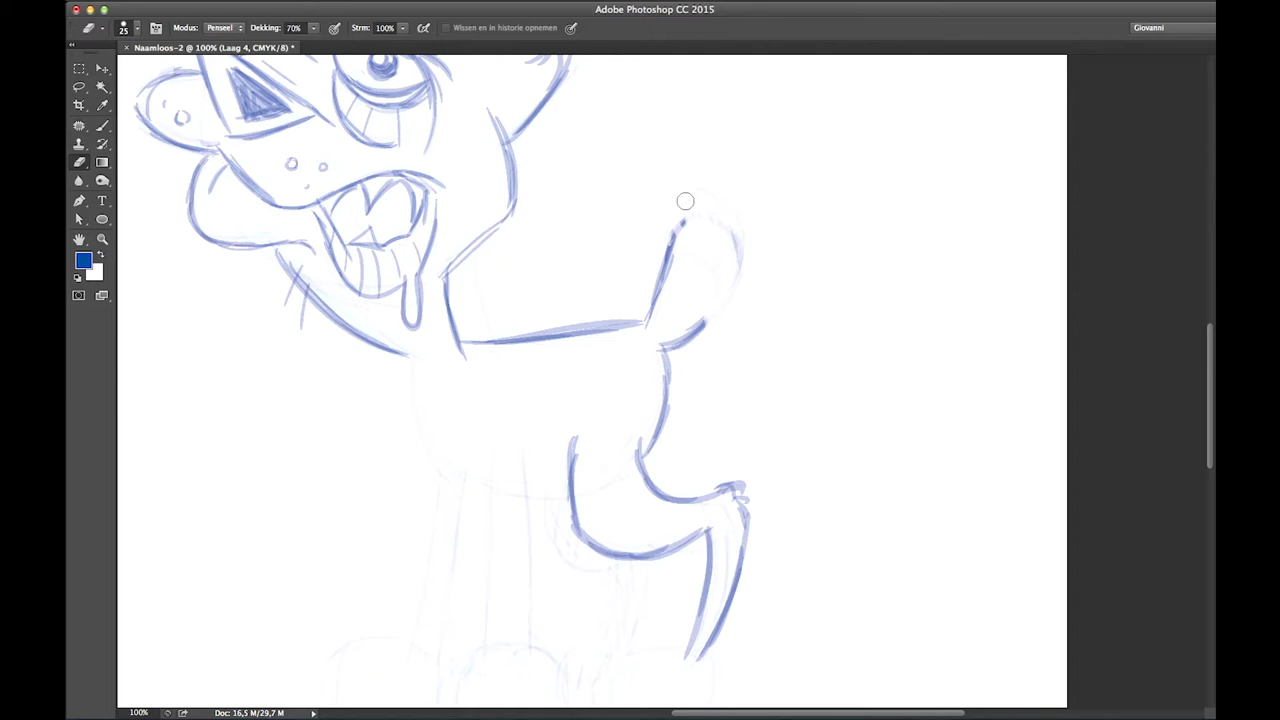 Adobe Photoshop CC 2015
25 Modus: Penseel Dekking: 70% Strm: 100% Wissen en in historie opnemen Giovanni
× Naamloos-2 @ 100% (Laag 4, CMYK/8) *
100% Doc: 16,5 M/29,7 M